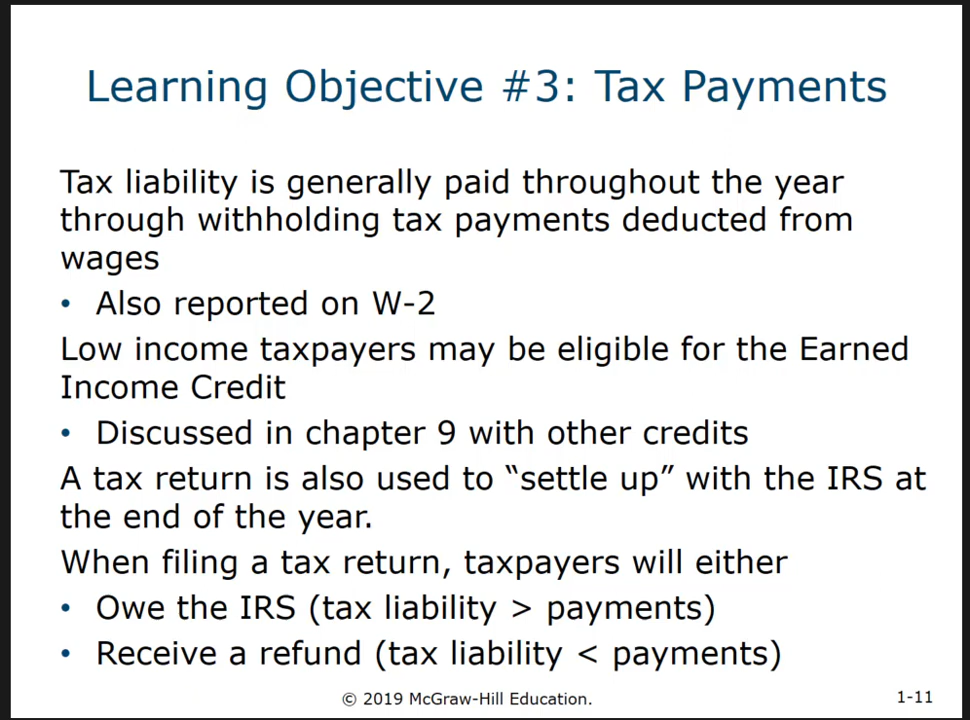 Learning Objective #3: Tax Payments
Tax liability is generally paid throughout the year
through withholding tax payments deducted from
wages
• Also reported on W-2
Low income taxpayers may be eligible for the Earned
Income Credit
• Discussed in chapter 9 with other credits
A tax return is also used to “settle up” with the IRS at
the end of the year.
When filing a tax return, taxpayers will either
• Owe the IRS (tax liability > payments)
• Receive a refund (tax liability < payments)
© 2019 McGraw-Hill Education.
1-11